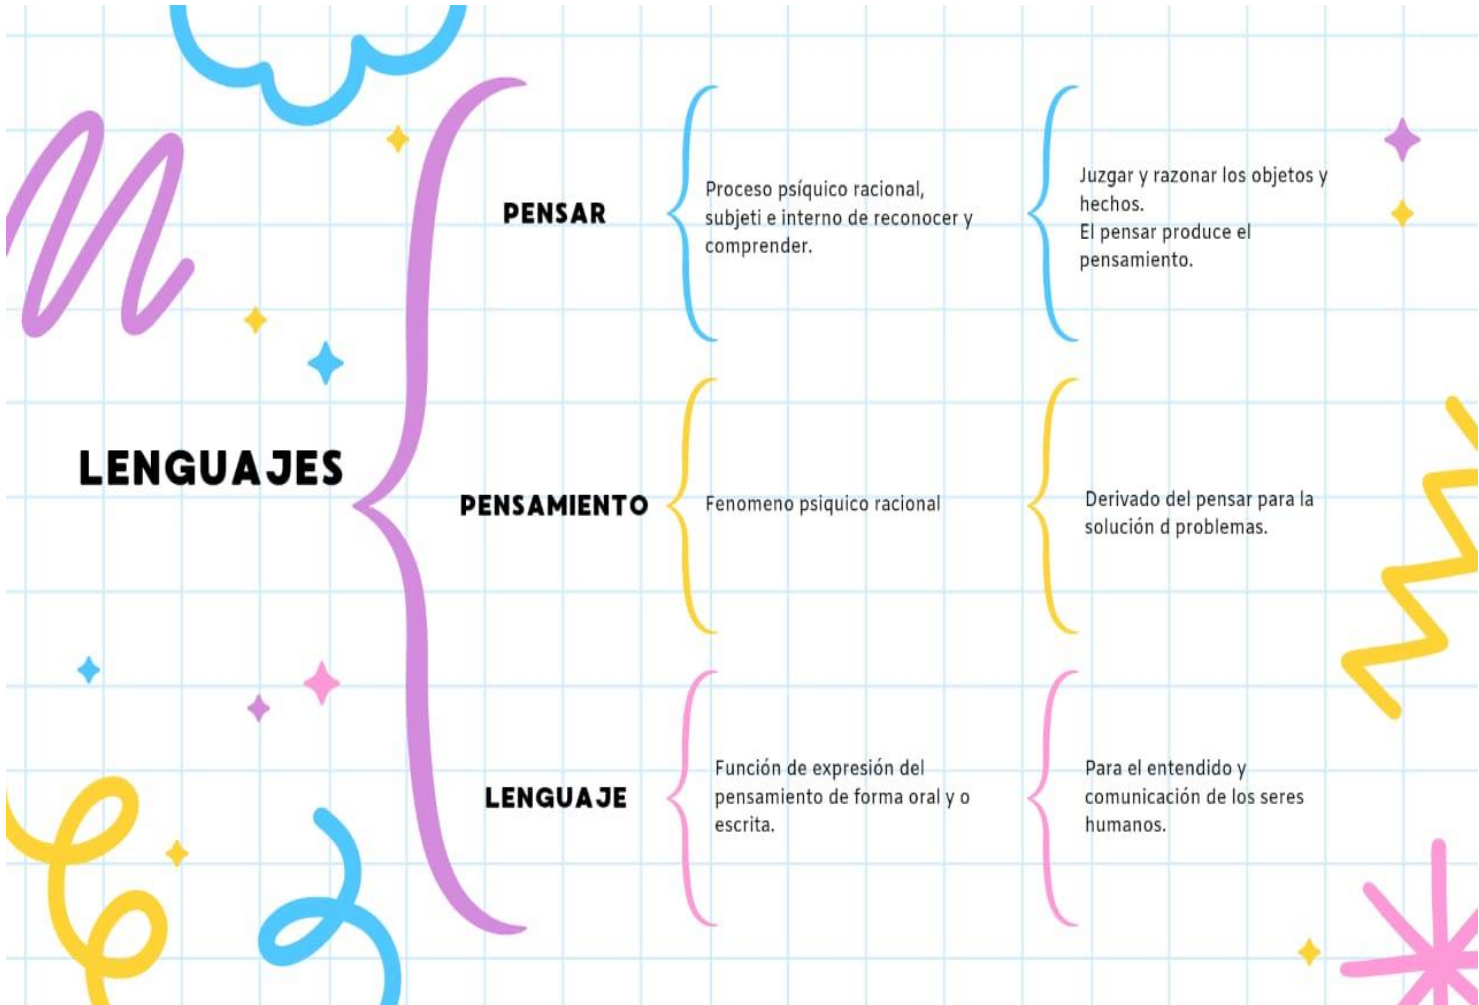 LENGUAJES
PENSAR
Proceso psíquico racional,
subjeti e interno de reconocer y
comprender.
Juzgar y razonar los objetos y
hechos.
El pensar produce el
pensamiento.
PENSAMIENTO
Fenomeno psiquico racional
Derivado del pensar para la
solución d problemas.
LENGUAJE
Función de expresión del
pensamiento de forma oral y o
escrita.
Para el entendido y
comunicación de los seres
humanos.